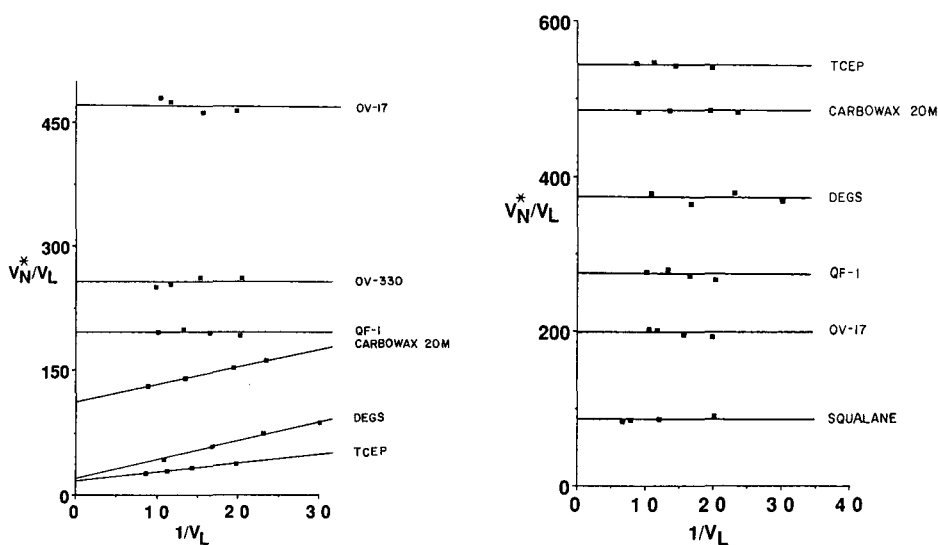 450
300
150
0
V*N/VL
OV-17
OV-330
QF-1
CARBOWAX 20M
DEGS
TCEP
0
10
20
30
1/VL
600
400
200
0
V*N/VL
TCEP
CARBOWAX 20M
DEGS
QF-1
OV-17
SQUALANE
0
10
20
30
40
1/VL